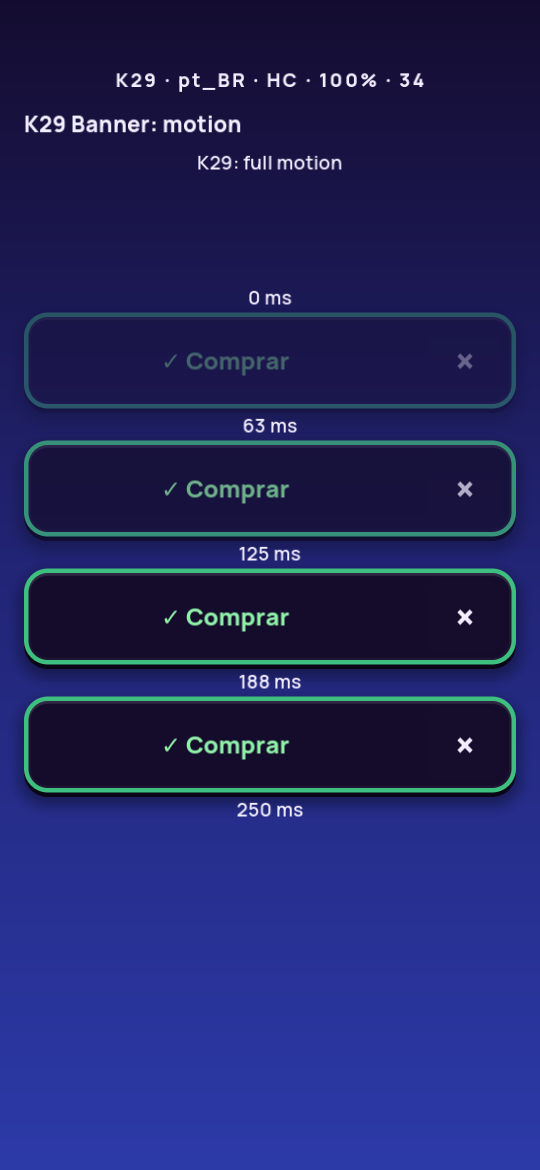 K29 · pt_BR · HC · 100% · 34
K29 Banner: motion
K29: full motion
0 ms
✓ Comprar ×
63 ms
✓ Comprar ×
125 ms
✓ Comprar ×
188 ms
✓ Comprar ×
250 ms